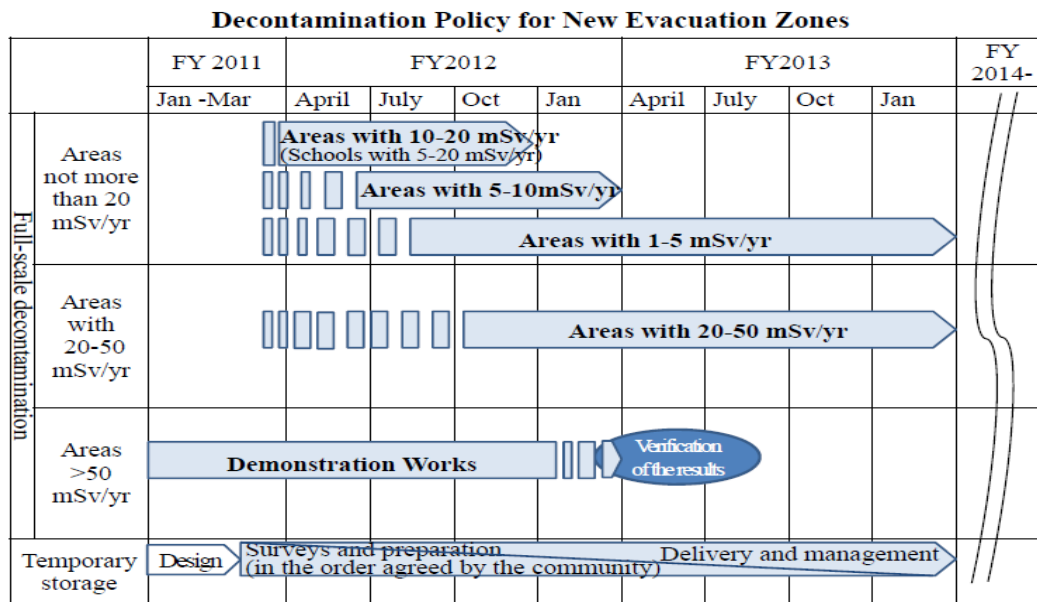 Decontamination Policy for New Evacuation Zones
FY 2011
FY2012
FY2013
FY
2014-
Jan -Mar
April
July
Oct
Jan
April
July
Oct
Jan
Full-scale decontamination
Areas
not more
than 20
mSv/yr
Areas with 10-20 mSv/yr
(Schools with 5-20 mSv/yr)
Areas with 5-10mSv/yr
Areas with 1-5 mSv/yr
Areas
with
20-50
mSv/yr
Areas with 20-50 mSv/yr
Areas
>50
mSv/yr
Demonstration Works
Verification
of the results
Temporary
storage
Design
Surveys and preparation
(in the order agreed by the community)
Delivery and management